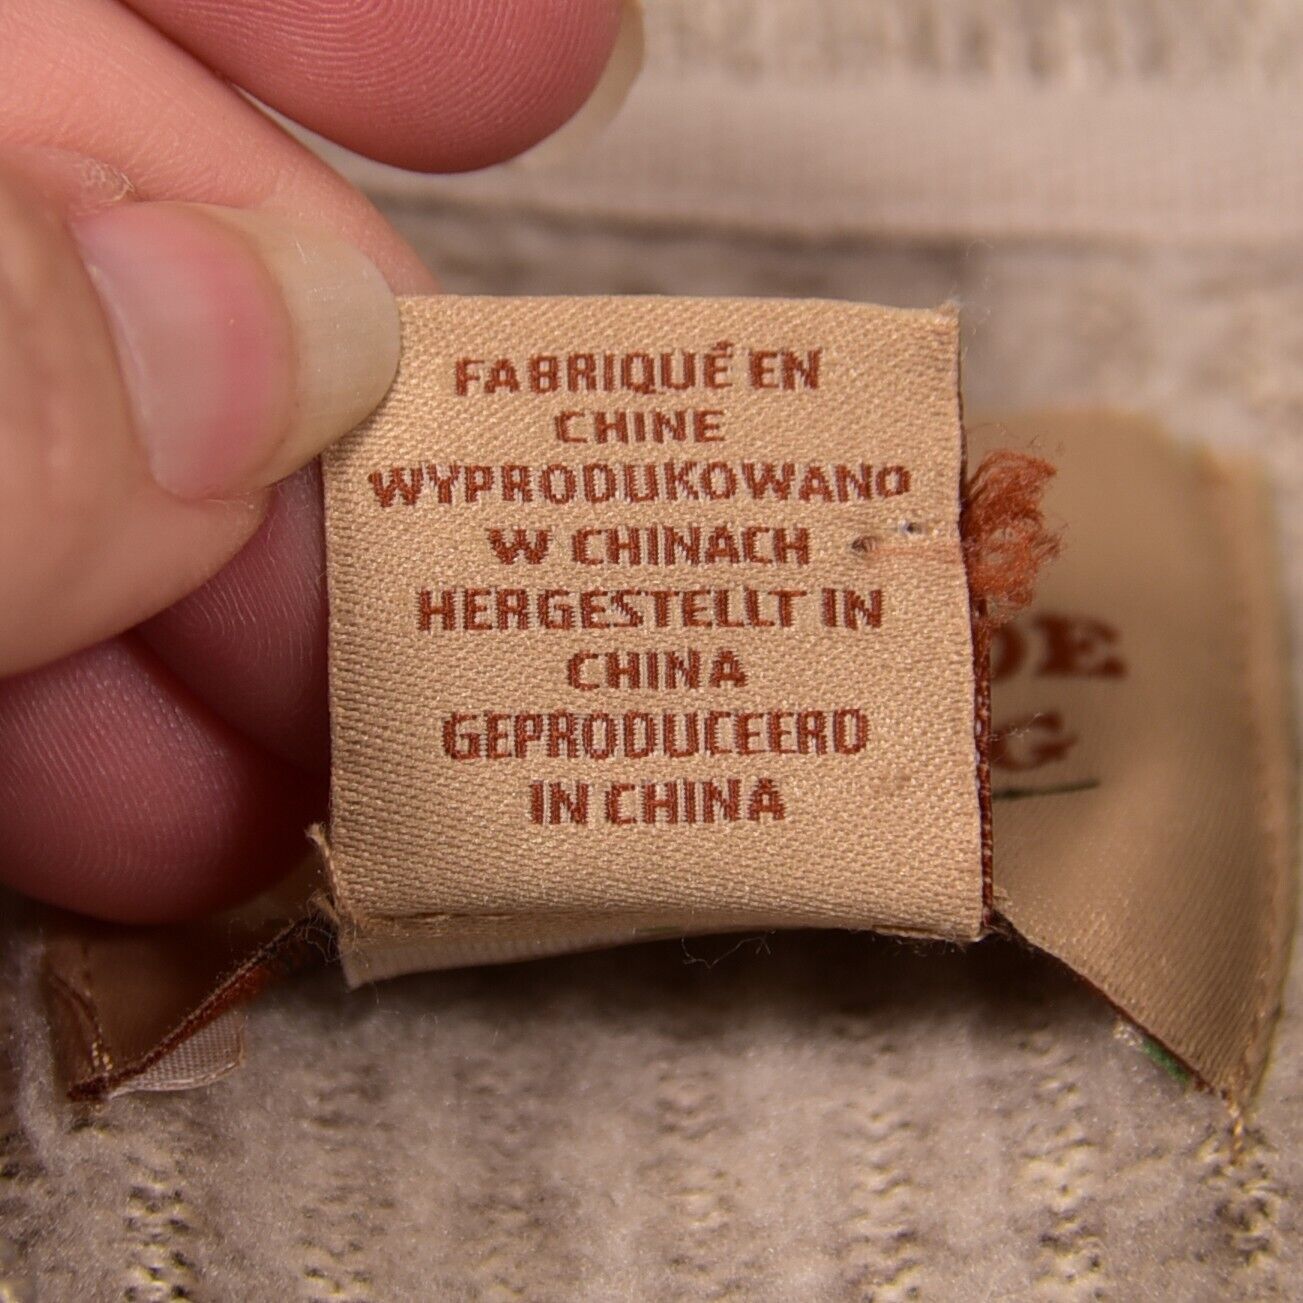 FABRIQUÉ EN
CHINE
WYPRODUKOWANO
W CHINACH
HERGESTELLT IN
CHINA
GEPRODUCEERD
IN CHINA